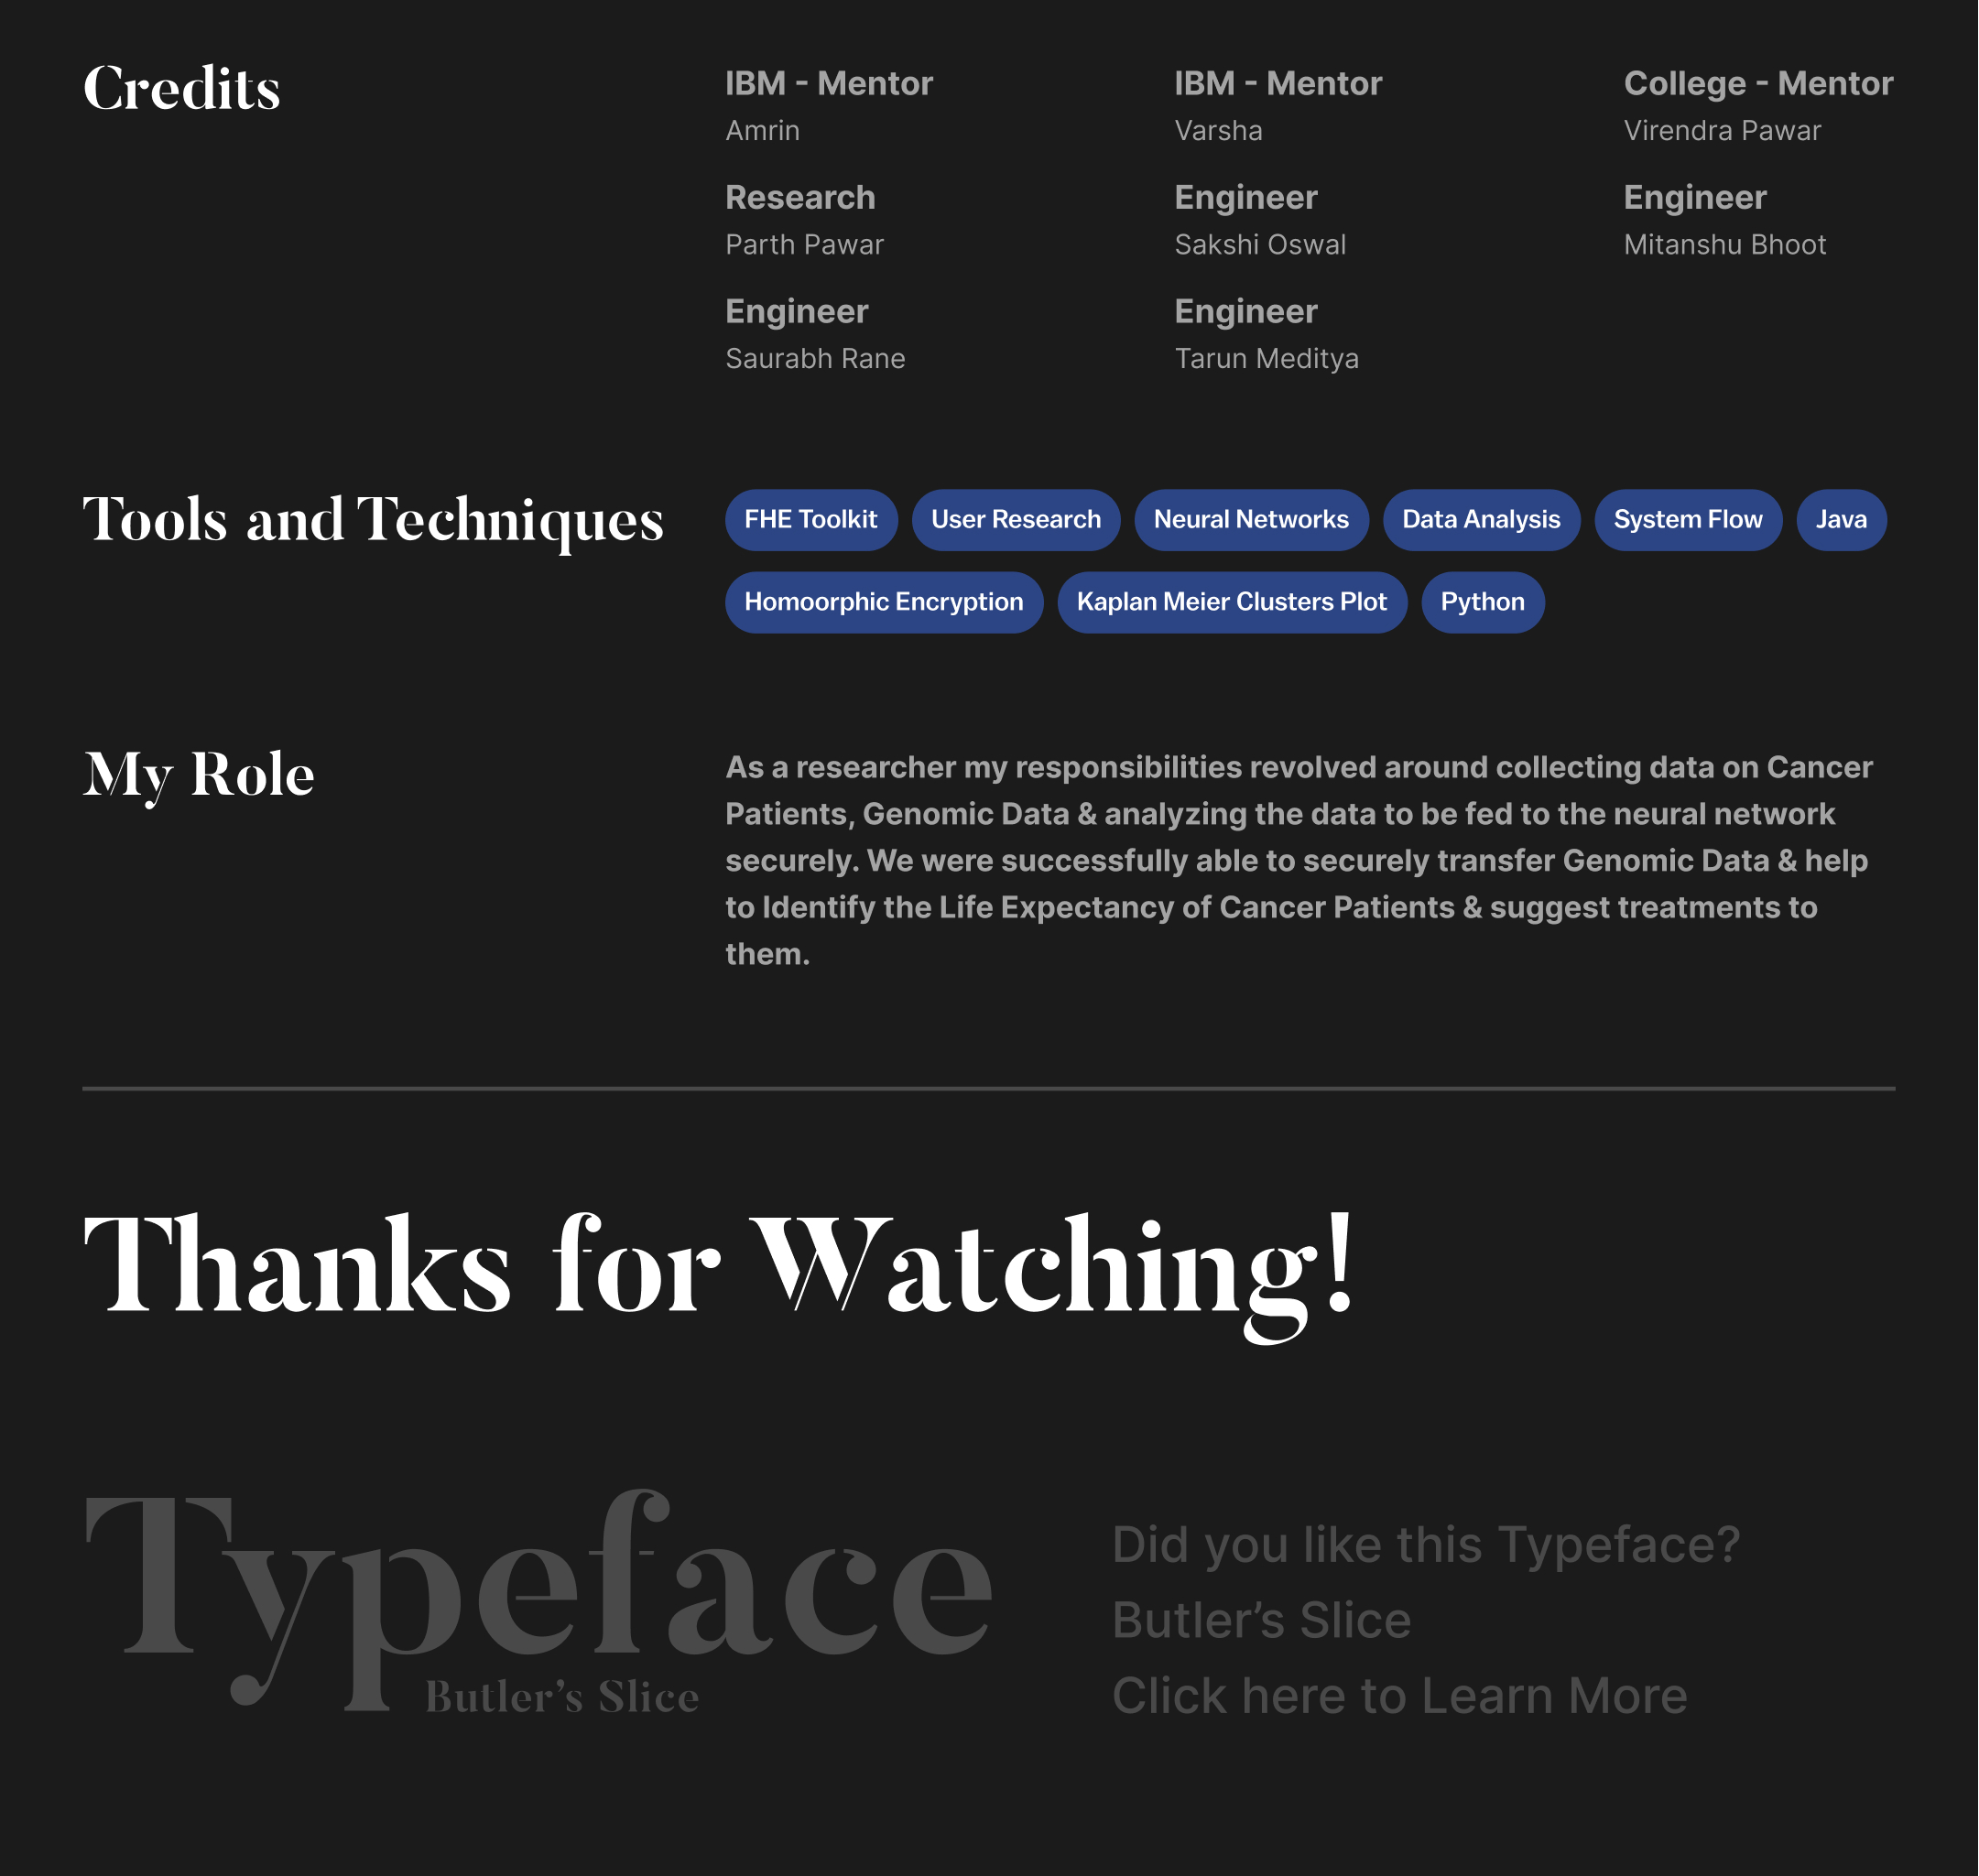 Credits
IBM - Mentor
Amrin
IBM - Mentor
Varsha
College - Mentor
Virendra Pawar
Research
Parth Pawar
Engineer
Sakshi Oswal
Engineer
Mitanshu Bhoot
Engineer
Saurabh Rane
Engineer
Tarun Meditya
Tools and Techniques
FHE Toolkit
User Research
Neural Networks
Data Analysis
System Flow
Java
Homoorphic Encryption
Kaplan Meier Clusters Plot
Python
My Role
As a researcher my responsibilities revolved around collecting data on Cancer
Patients, Genomic Data & analyzing the data to be fed to the neural network
securely. We were successfully able to securely transfer Genomic Data & help
to Identify the Life Expectancy of Cancer Patients & suggest treatments to
them.
Thanks for Watching!
Typeface
Butler’s Slice
Did you like this Typeface?
Butler’s Slice
Click here to Learn More